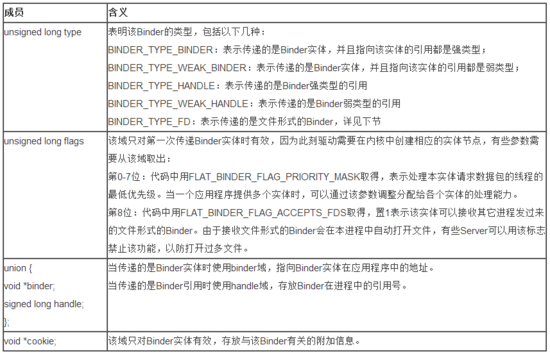 成员 含义
unsigned long type 表明该Binder的类型，包括以下几种：
BINDER_TYPE_BINDER：表示传递的是Binder实体，并且指向该实体的引用都是强类型；
BINDER_TYPE_WEAK_BINDER：表示传递的是Binder实体，并且指向该实体的引用都是弱类型；
BINDER_TYPE_HANDLE：表示传递的是Binder强类型的引用
BINDER_TYPE_WEAK_HANDLE：表示传递的是Binder弱类型的引用
BINDER_TYPE_FD：表示传递的是文件形式的Binder，详见下节
unsigned long flags 该域只对第一次传递Binder实体时有效，因为此刻驱动需要在内核中创建相应的实体节点，有些参数需
要从该域取出：
第0-7位：代码中用FLAT_BINDER_FLAG_PRIORITY_MASK取得，表示处理本实体请求数据包的线程的
最低优先级。当一个应用程序提供多个实体时，可以通过该参数调整分配给各个实体的处理能力。
第8位：代码中用FLAT_BINDER_FLAG_ACCEPTS_FDS取得，置1表示该实体可以接收其它进程发过来
的文件形式的Binder。由于接收文件形式的Binder会在本进程中自动打开文件，有些Server可以用该标志
禁止该功能，以防打开过多文件。
union { 当传递的是Binder实体时使用binder域，指向Binder实体在应用程序中的地址。
void *binder; 当传递的是Binder引用时使用handle域，存放Binder在进程中的引用号。
signed long handle;
};
void *cookie; 该域只对Binder实体有效，存放与该Binder有关的附加信息。